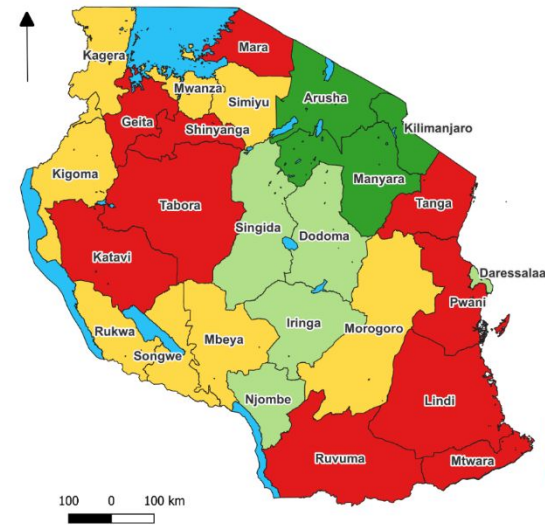 Kagera
Mara
Mwanza
Simiyu
Arusha
Geita
Shinyanga
Kilimanjaro
Kigoma
Manyara
Tabora
Tanga
Singida
Dodoma
Katavi
Daressalaa
Pwani
Rukwa
Mbeya
Iringa
Morogoro
Songwe
Njombe
Lindi
Ruvuma
Mtwara
100 0 100 km